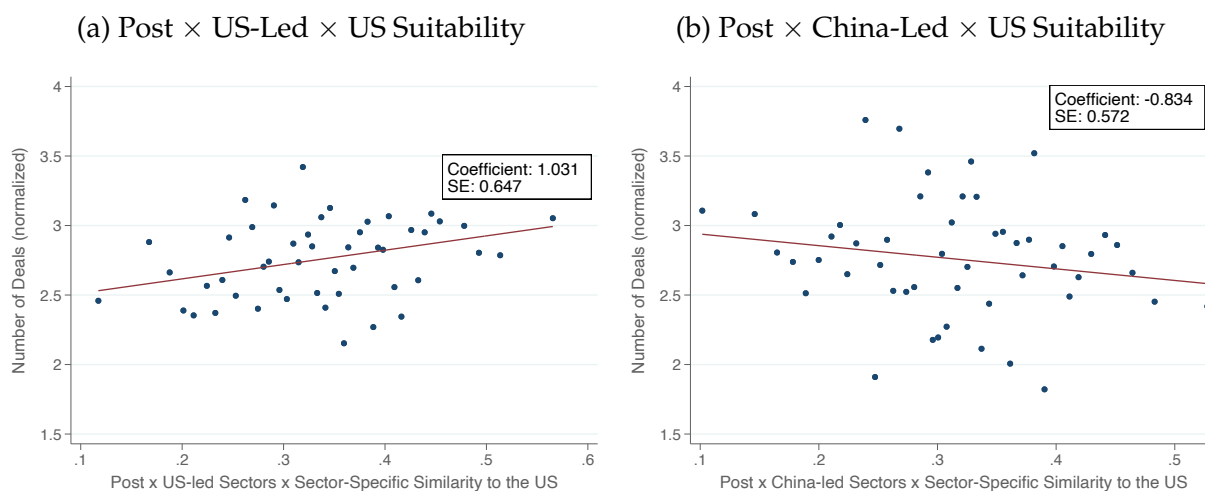 (a) Post × US-Led × US Suitability
Number of Deals (normalized)
4
3.5
3
2.5
2
1.5
Coefficient: 1.031
SE: 0.647
.1 .2 .3 .4 .5 .6
Post x US-led Sectors x Sector-Specific Similarity to the US
(b) Post × China-Led × US Suitability
Number of Deals (normalized)
4
3.5
3
2.5
2
1.5
Coefficient: -0.834
SE: 0.572
.1 .2 .3 .4 .5
Post x China-led Sectors x Sector-Specific Similarity to the US